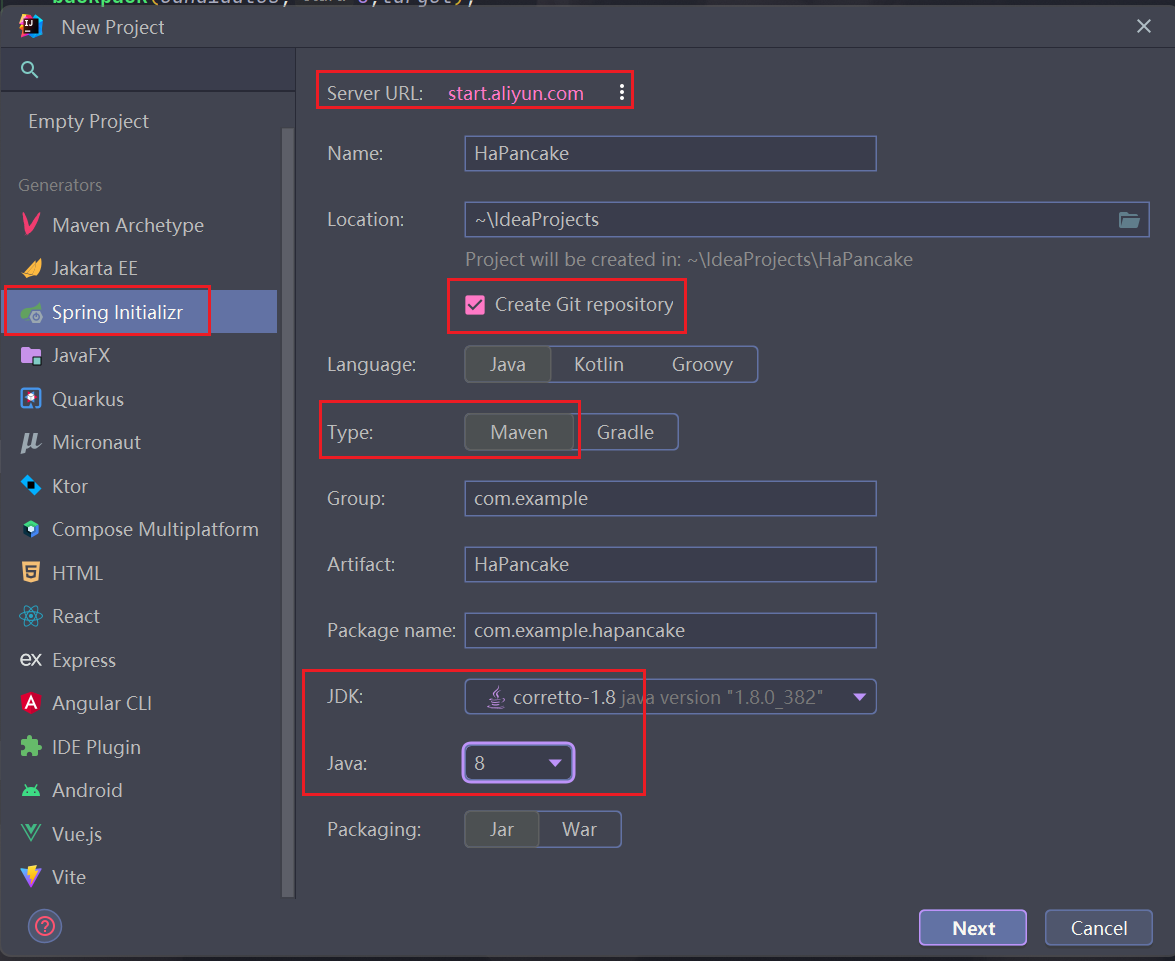 New Project
Empty Project
Generators
Maven Archetype
Jakarta EE
Spring Initializr
JavaFX
Quarkus
Micronaut
Ktor
Compose Multiplatform
HTML
React
Express
Angular CLI
IDE Plugin
Android
Vue.js
Vite
Server URL: start.aliyun.com
Name: HaPancake
Location: ~\IdeaProjects
Project will be created in: ~\IdeaProjects\HaPancake
Create Git repository
Language: Java Kotlin Groovy
Type: Maven Gradle
Group: com.example
Artifact: HaPancake
Package name: com.example.hapancake
JDK: corretto-1.8 java version "1.8.0_382"
Java: 8
Packaging: Jar War
Next Cancel